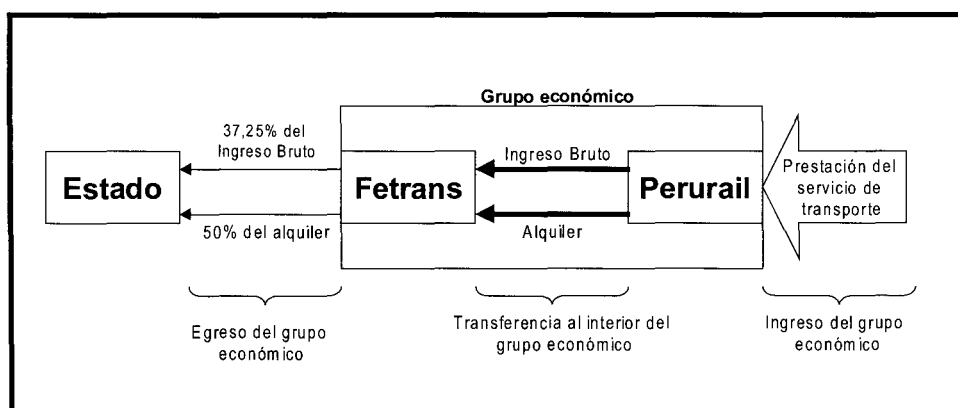 Grupo económico
37,25% del
Ingreso Bruto
Ingreso Bruto
Estado
Fetrans
Perurail
Prestación del
servicio de
transporte
50% del alquiler
Alquiler
Egreso del grupo
económico
Transferencia al interior del
grupo económico
Ingreso del grupo
económico